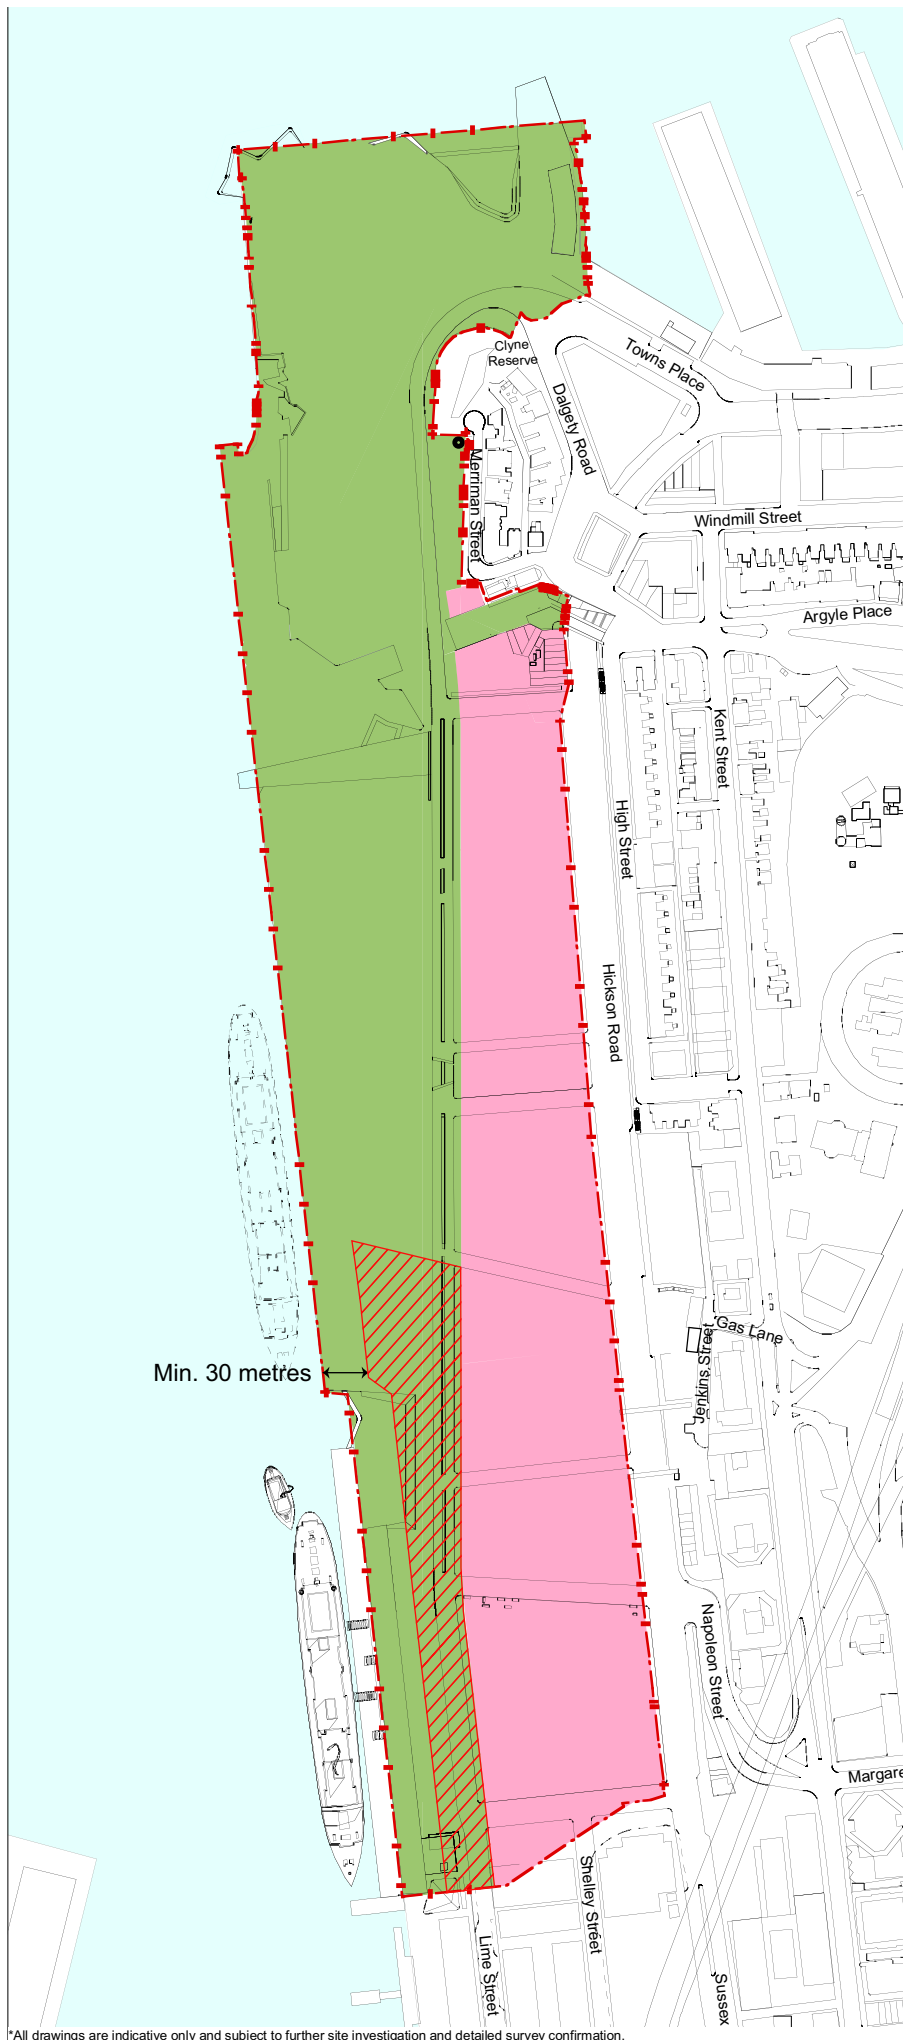 Clyne
Reserve
Towns Place
Dalgety Road
Merriman Street
Windmill Street
Argyle Place
Kent Street
High Street
Hickson Road
Gas Lane
Jenkins Street
Min. 30 metres
Napoleon Street
Margare
Shelley Street
Lime Street
Sussex
*All drawings are indicative only and subject to further site investigation and detailed survey confirmation.